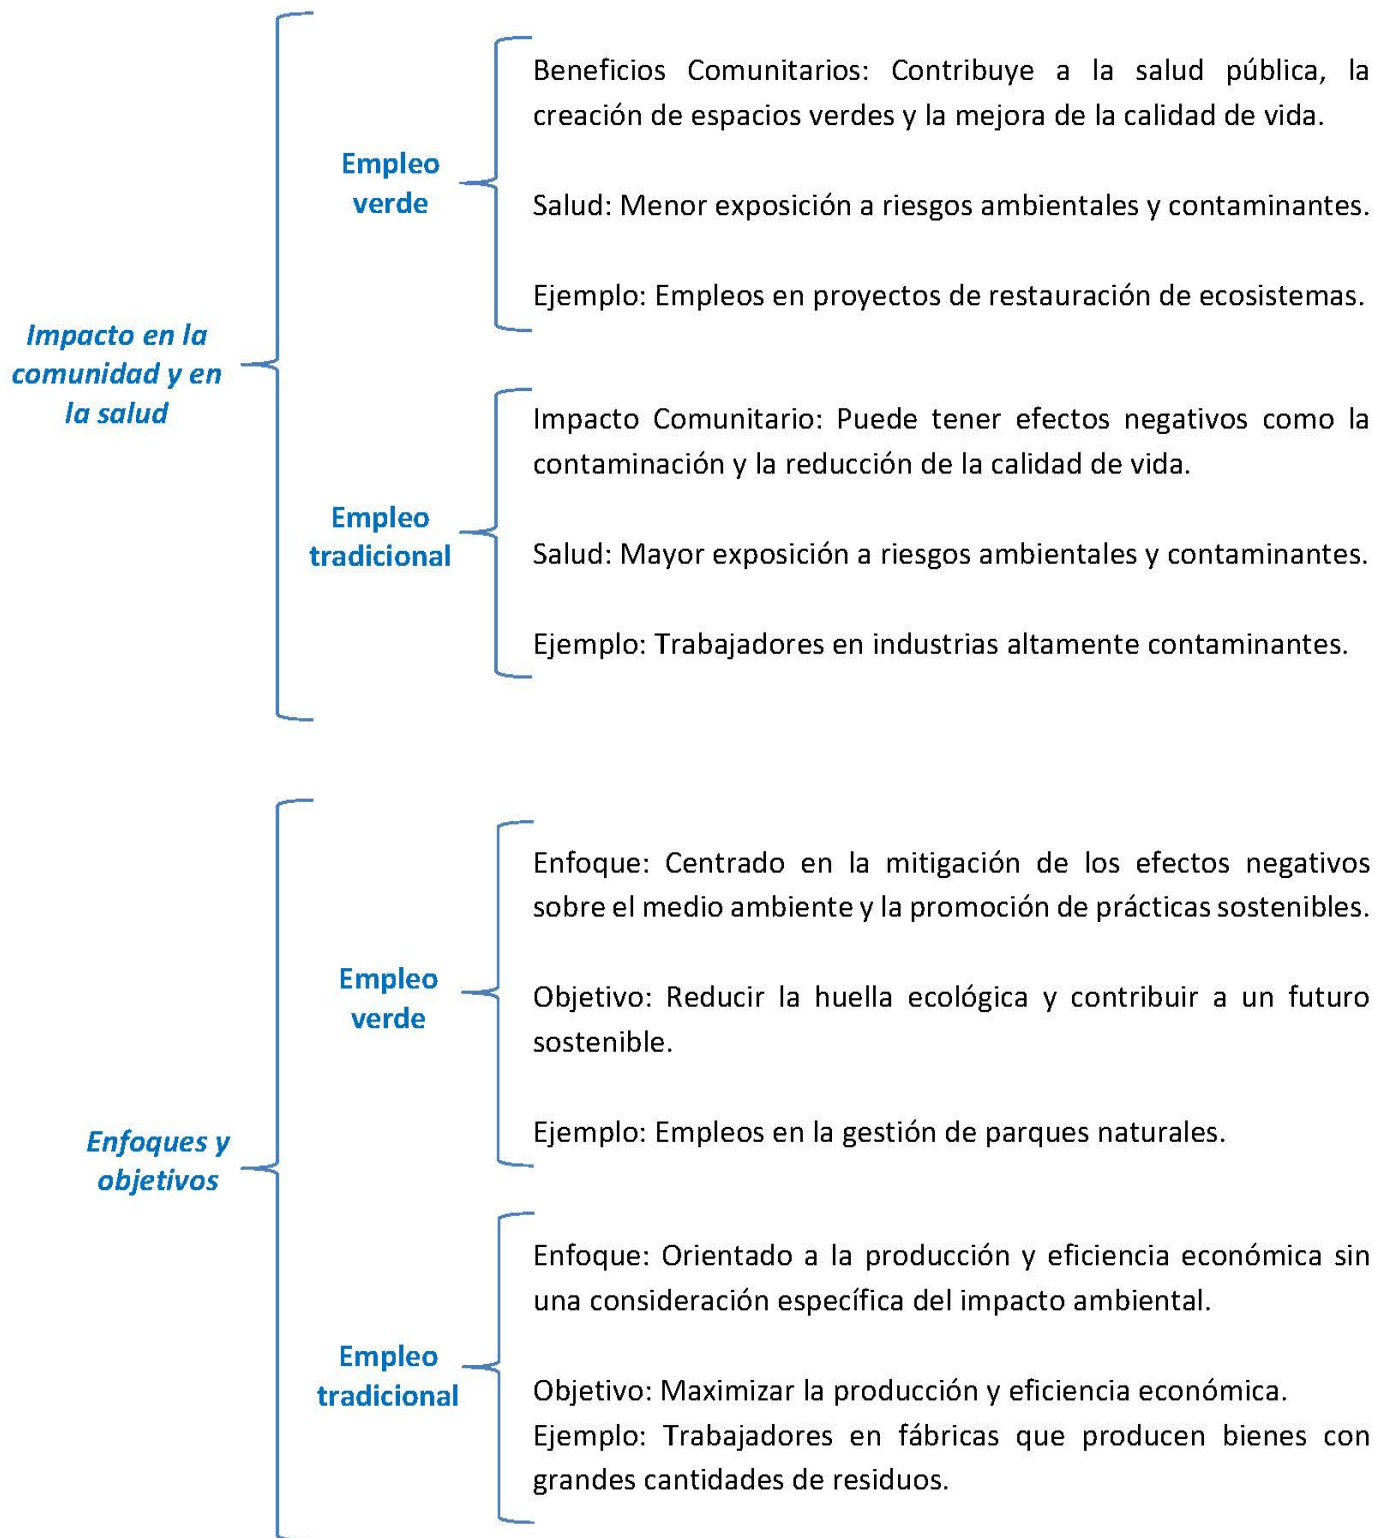 Impacto en la
comunidad y en
la salud
Empleo
verde
Beneficios Comunitarios: Contribuye a la salud pública, la
creación de espacios verdes y la mejora de la calidad de vida.
Salud: Menor exposición a riesgos ambientales y contaminantes.
Ejemplo: Empleos en proyectos de restauración de ecosistemas.
Empleo
tradicional
Impacto Comunitario: Puede tener efectos negativos como la
contaminación y la reducción de la calidad de vida.
Salud: Mayor exposición a riesgos ambientales y contaminantes.
Ejemplo: Trabajadores en industrias altamente contaminantes.
Enfoques y
objetivos
Empleo
verde
Enfoque: Centrado en la mitigación de los efectos negativos
sobre el medio ambiente y la promoción de prácticas sostenibles.
Objetivo: Reducir la huella ecológica y contribuir a un futuro
sostenible.
Ejemplo: Empleos en la gestión de parques naturales.
Empleo
tradicional
Enfoque: Orientado a la producción y eficiencia económica sin
una consideración específica del impacto ambiental.
Objetivo: Maximizar la producción y eficiencia económica.
Ejemplo: Trabajadores en fábricas que producen bienes con
grandes cantidades de residuos.